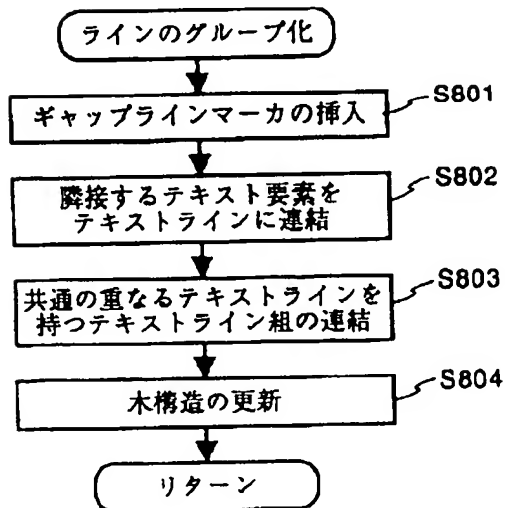 ラインのグループ化
ギャップラインマーカの挿入
S801
隣接するテキスト要素を
テキストラインに連結
S802
共通の重なるテキストラインを
持つテキストライン組の連結
S803
木構造の更新
S804
リターン